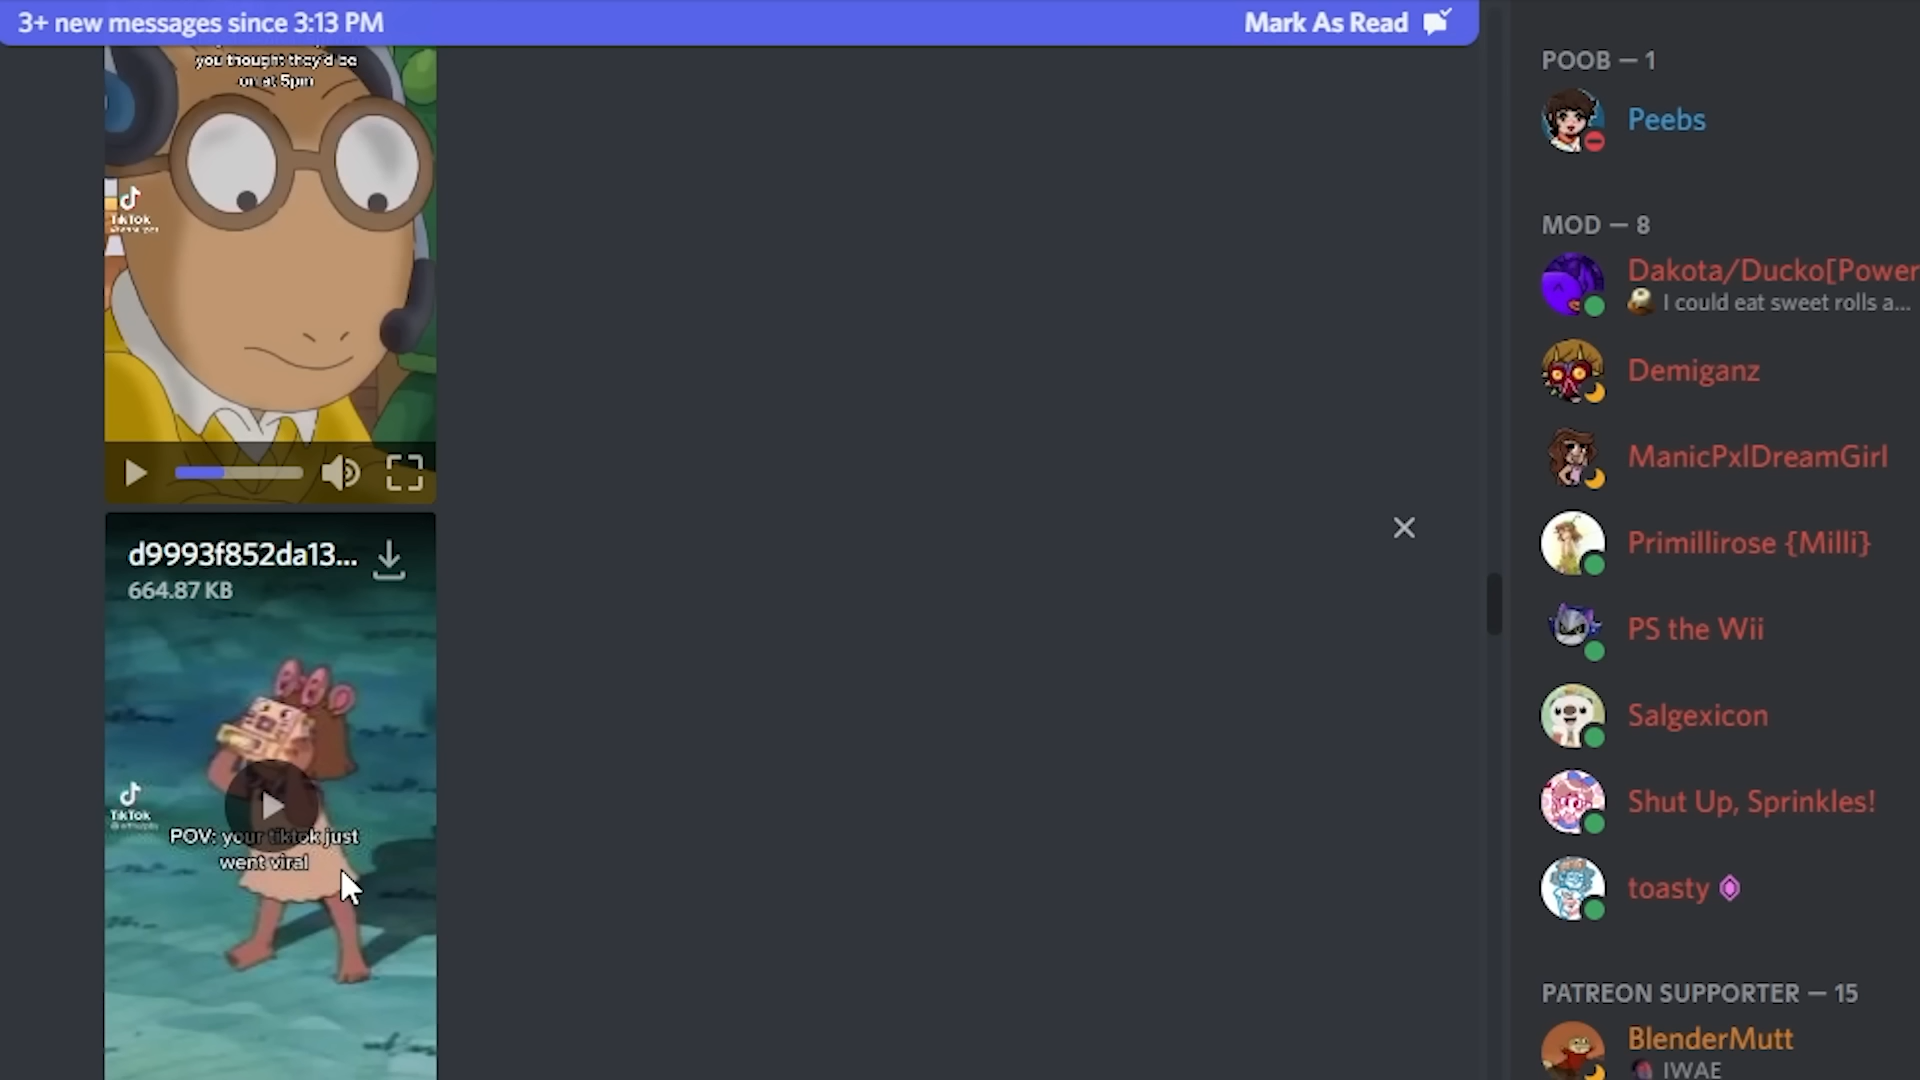 3+ new messages since 3:13 PM
Mark As Read
you thought they'd be
on at 5pm
TikTok
d9993f852da13...
664.87 KB
TikTok
POV: your tiktok just
went viral
POOB — 1
Peebs
MOD — 8
Dakota/Ducko[Power
I could eat sweet rolls a...
Demiganz
ManicPxlDreamGirl
Primillirose {Milli}
PS the Wii
Salgexicon
Shut Up, Sprinkles!
toasty
PATREON SUPPORTER — 15
BlenderMutt
IWAE